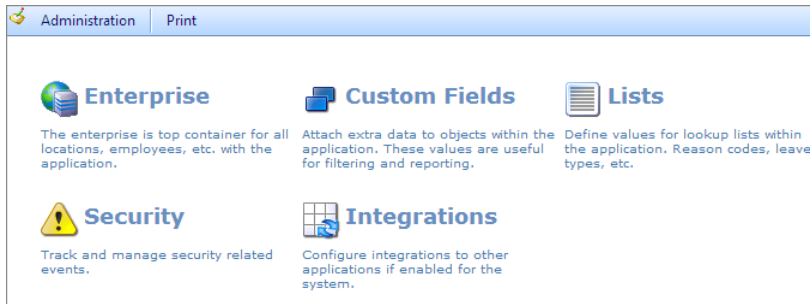 Administration Print
Enterprise
The enterprise is top container for all
locations, employees, etc. with the
application.
Custom Fields
Attach extra data to objects within the
application. These values are useful
for filtering and reporting.
Lists
Define values for lookup lists within
the application. Reason codes, leave
types, etc.
Security
Track and manage security related
events.
Integrations
Configure integrations to other
applications if enabled for the
system.